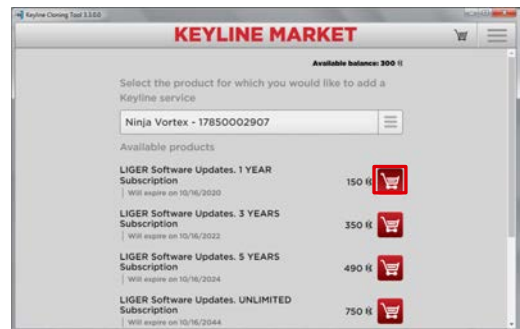 Keyline Cloning Tool 3.3.0.0
KEYLINE MARKET
Available balance: 300
Select the product for which you would like to add a
Keyline service
Ninja Vortex - 17850002907
Available products
LIGER Software Updates. 1 YEAR
Subscription
Will expire on 10/16/2020
150
LIGER Software Updates. 3 YEARS
Subscription
Will expire on 10/16/2022
350
LIGER Software Updates. 5 YEARS
Subscription
Will expire on 10/16/2024
490
LIGER Software Updates. UNLIMITED
Subscription
Will expire on 10/16/2044
750